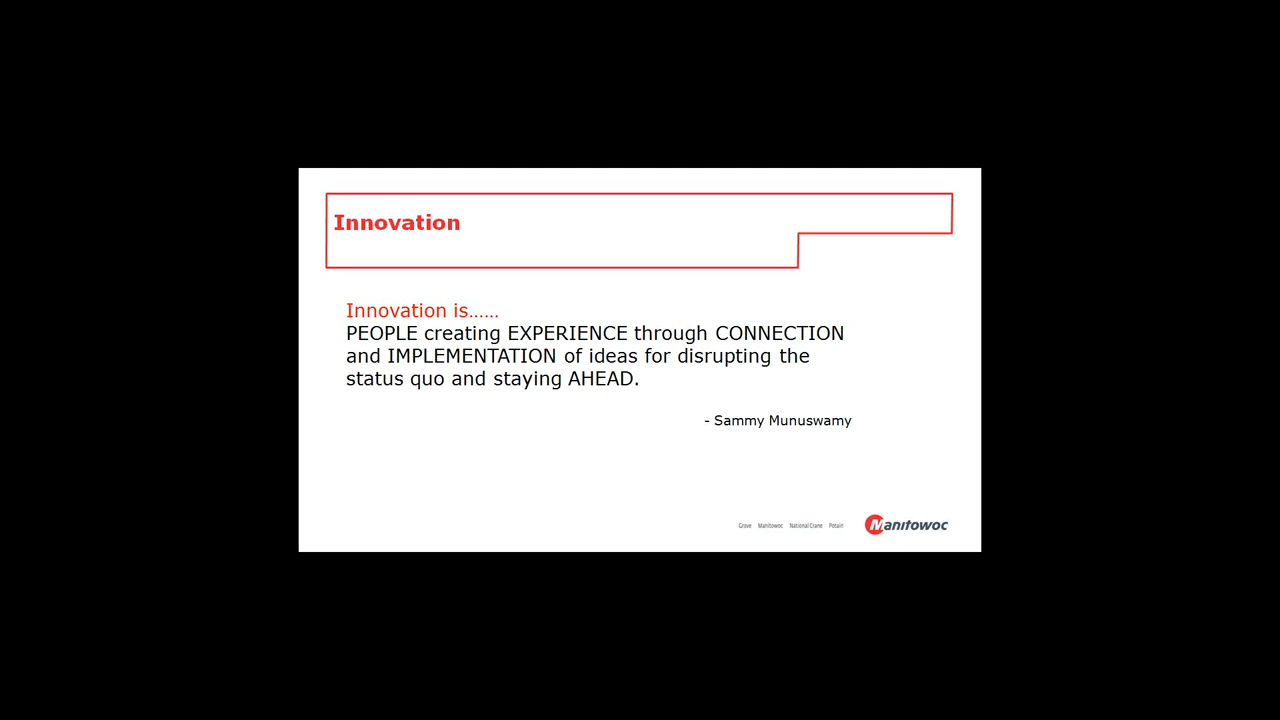 Innovation
Innovation is......
PEOPLE creating EXPERIENCE through CONNECTION
and IMPLEMENTATION of ideas for disrupting the
status quo and staying AHEAD.
- Sammy Munuswamy
Grove Manitowoc National Crane Potain
Manitowoc